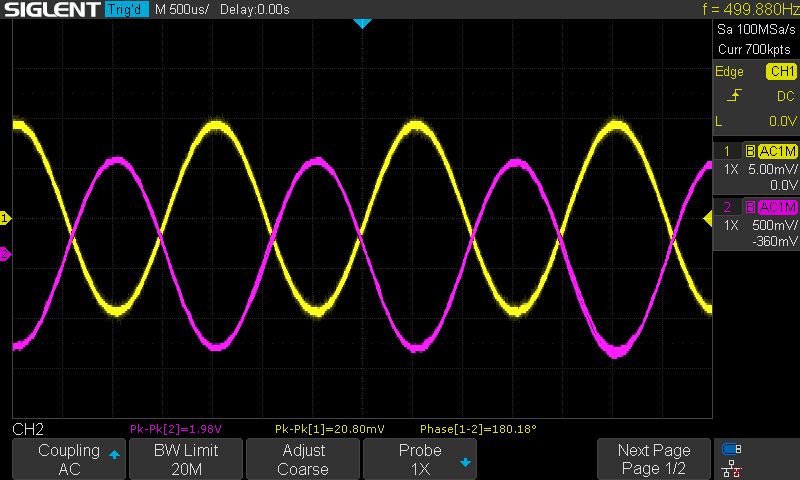 SIGLENT Trig'd M 500us/ Delay:0.00s f = 499.880Hz
Sa 100MSa/s
Curr 700kpts
Edge CH1
DC
L 0.0V
1 B AC1M
1X 5.00mV/
0.0V
2 B AC1M
1X 500mV/
-360mV
1
2
CH2 Pk-Pk[2]=1.98V Pk-Pk[1]=20.80mV Phase[1-2]=180.18°
Coupling
AC
BW Limit
20M
Adjust
Coarse
Probe
1X
Next Page
Page 1/2